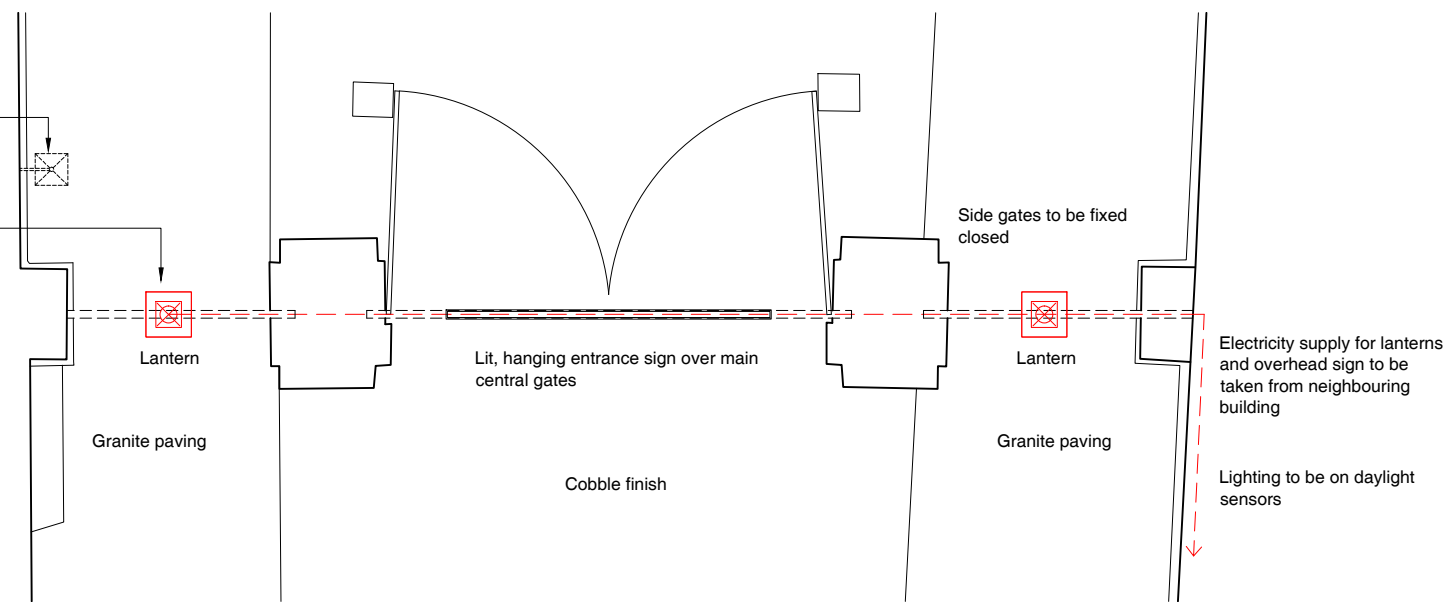 Side gates to be fixed
closed
Lantern
Lit, hanging entrance sign over main
central gates
Lantern
Electricity supply for lanterns
and overhead sign to be
taken from neighbouring
building
Granite paving
Cobble finish
Granite paving
Lighting to be on daylight
sensors